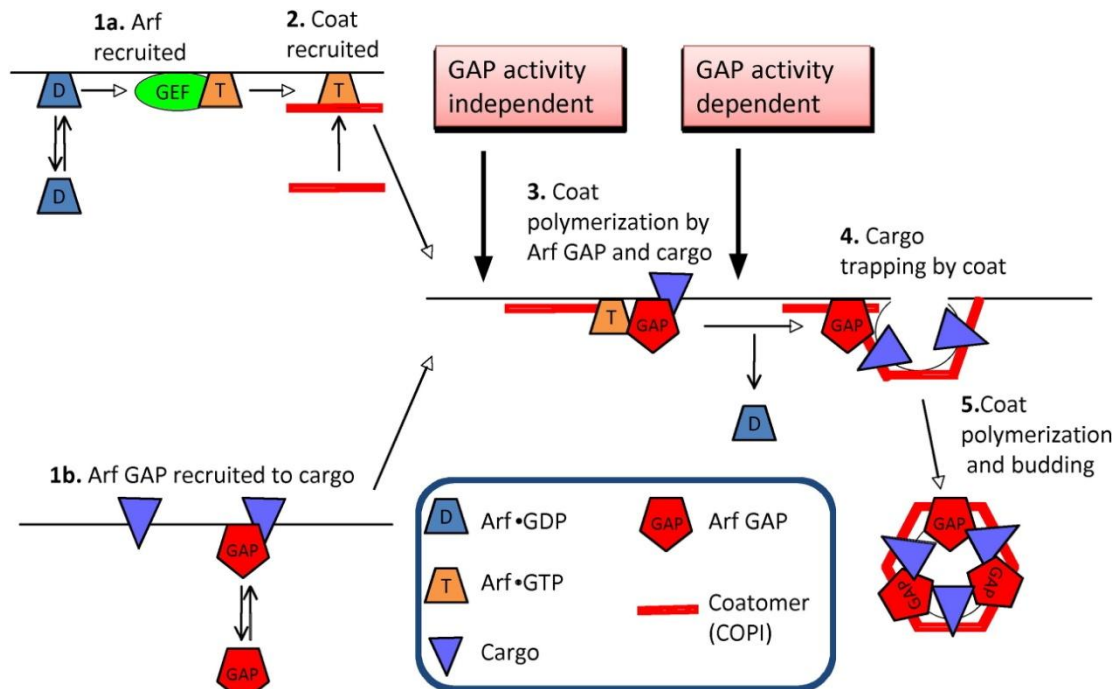 1a. Arf
recruited
D
GEF
T
D
2. Coat
recruited
T
GAP activity
independent
GAP activity
dependent
3. Coat
polymerization by
Arf GAP and cargo
T
GAP
D
4. Cargo
trapping by coat
GAP
5.Coat
polymerization
and budding
GAP
GAP
GAP
1b. Arf GAP recruited to cargo
GAP
GAP
D
Arf•GDP
T
Arf•GTP
Cargo
GAP
Arf GAP
Coatomer
(COPI)